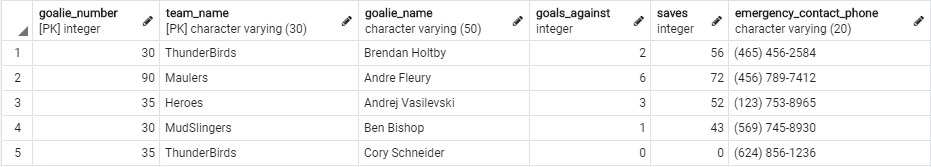 goalie_number team_name goalie_name goals_against saves emergency_contact_phone
[PK] integer [PK] character varying (30) character varying (50) integer integer character varying (20)
1 30 ThunderBirds Brendan Holtby 2 56 (465) 456-2584
2 90 Maulers Andre Fleury 6 72 (456) 789-7412
3 35 Heroes Andrej Vasilevski 3 52 (123) 753-8965
4 30 MudSlingers Ben Bishop 1 43 (569) 745-8930
5 35 ThunderBirds Cory Schneider 0 0 (624) 856-1236